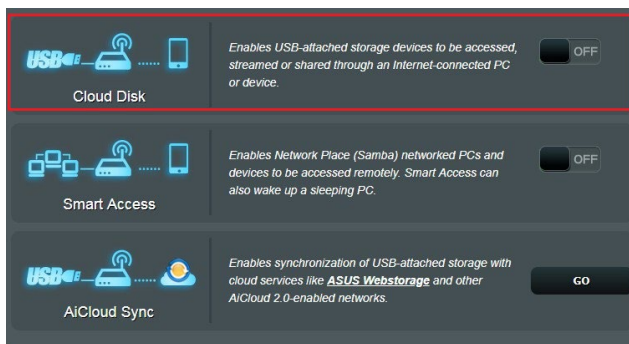 USB
Enables USB-attached storage devices to be accessed,
streamed or shared through an Internet-connected PC
or device.
OFF
Cloud Disk
Enables Network Place (Samba) networked PCs and
devices to be accessed remotely. Smart Access can
also wake up a sleeping PC.
OFF
Smart Access
USB
Enables synchronization of USB-attached storage with
cloud services like ASUS Webstorage and other
AiCloud 2.0-enabled networks.
GO
AiCloud Sync